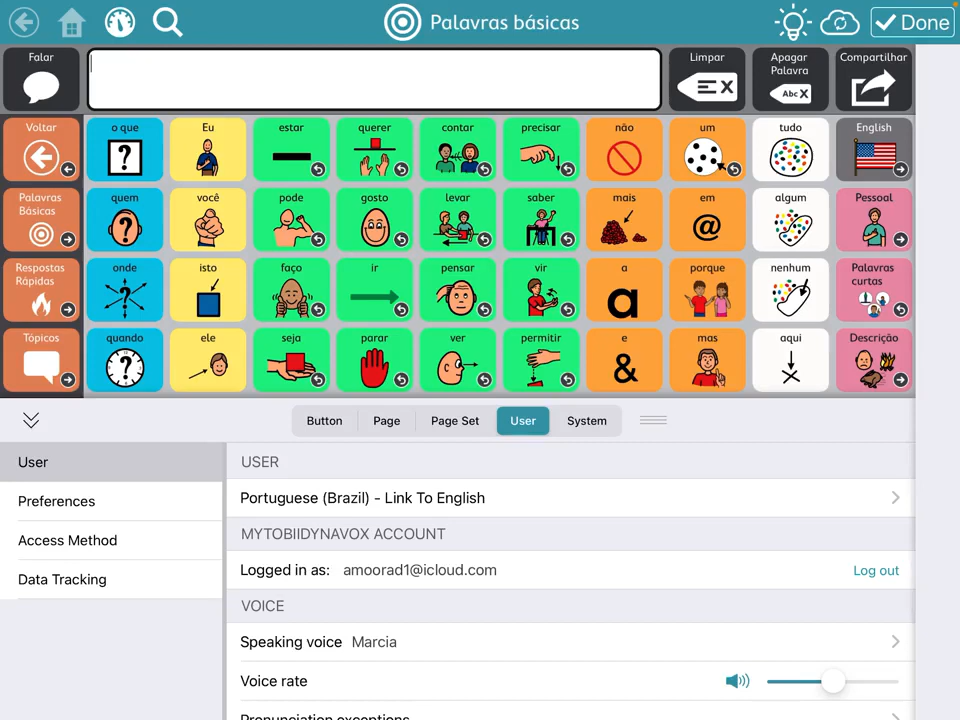 Palavras básicas
Done
Falar
Limpar
Apagar
Palavra
Abc X
Compartilhar
Voltar
o que
?
Eu
estar
querer
contar
precisar
não
um
tudo
English
Palavras
Básicas
quem
?
você
pode
gosto
levar
saber
mais
em
@
algum
Pessoal
Respostas
Rápidas
onde
?
isto
faço
ir
pensar
vir
a
a
porque
nenhum
Palavras
curtas
Tópicos
quando
?
ele
seja
parar
ver
permitir
e
&
mas
aqui
Descrição
Button
Page
Page Set
User
System
User
Preferences
Access Method
Data Tracking
USER
Portuguese (Brazil) - Link To English
MYTOBIIDYNAVOX ACCOUNT
Logged in as: amoorad1@icloud.com
Log out
VOICE
Speaking voice Marcia
Voice rate
Pronunciation exceptions